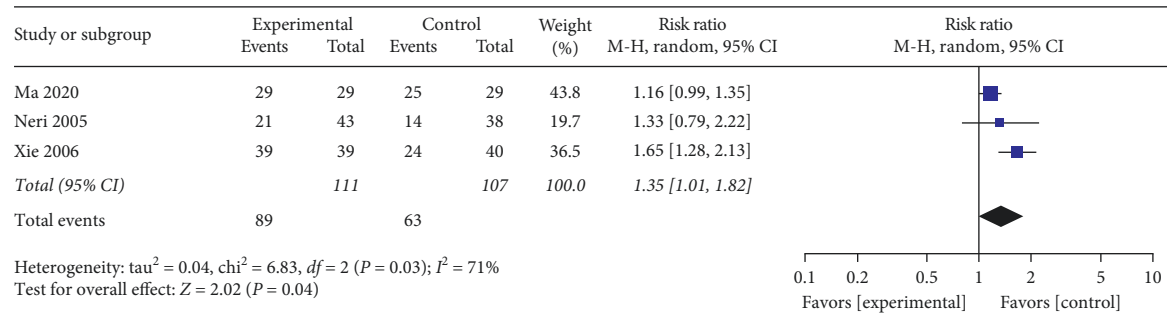 Study or subgroup Experimental Control Weight (%) Risk ratio Risk ratio
Events Total Events Total M-H, random, 95% CI M-H, random, 95% CI
Ma 2020 29 29 25 29 43.8 1.16 [0.99, 1.35]
Neri 2005 21 43 14 38 19.7 1.33 [0.79, 2.22]
Xie 2006 39 39 24 40 36.5 1.65 [1.28, 2.13]
Total (95% CI) 111 107 100.0 1.35 [1.01, 1.82]
Total events 89 63
Heterogeneity: tau² = 0.04, chi² = 6.83, df = 2 (P = 0.03); I² = 71%
Test for overall effect: Z = 2.02 (P = 0.04)
0.1 0.2 0.5 1 2 5 10
Favors [experimental] Favors [control]